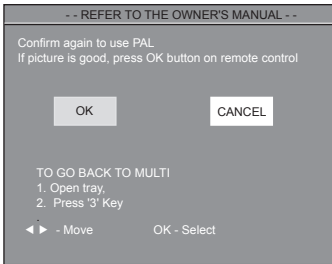 - - REFER TO THE OWNER'S MANUAL - -
Confirm again to use PAL
If picture is good, press OK button on remote control
OK CANCEL
TO GO BACK TO MULTI
1. Open tray,
2. Press '3' Key
.
◀ ▶ - Move OK - Select